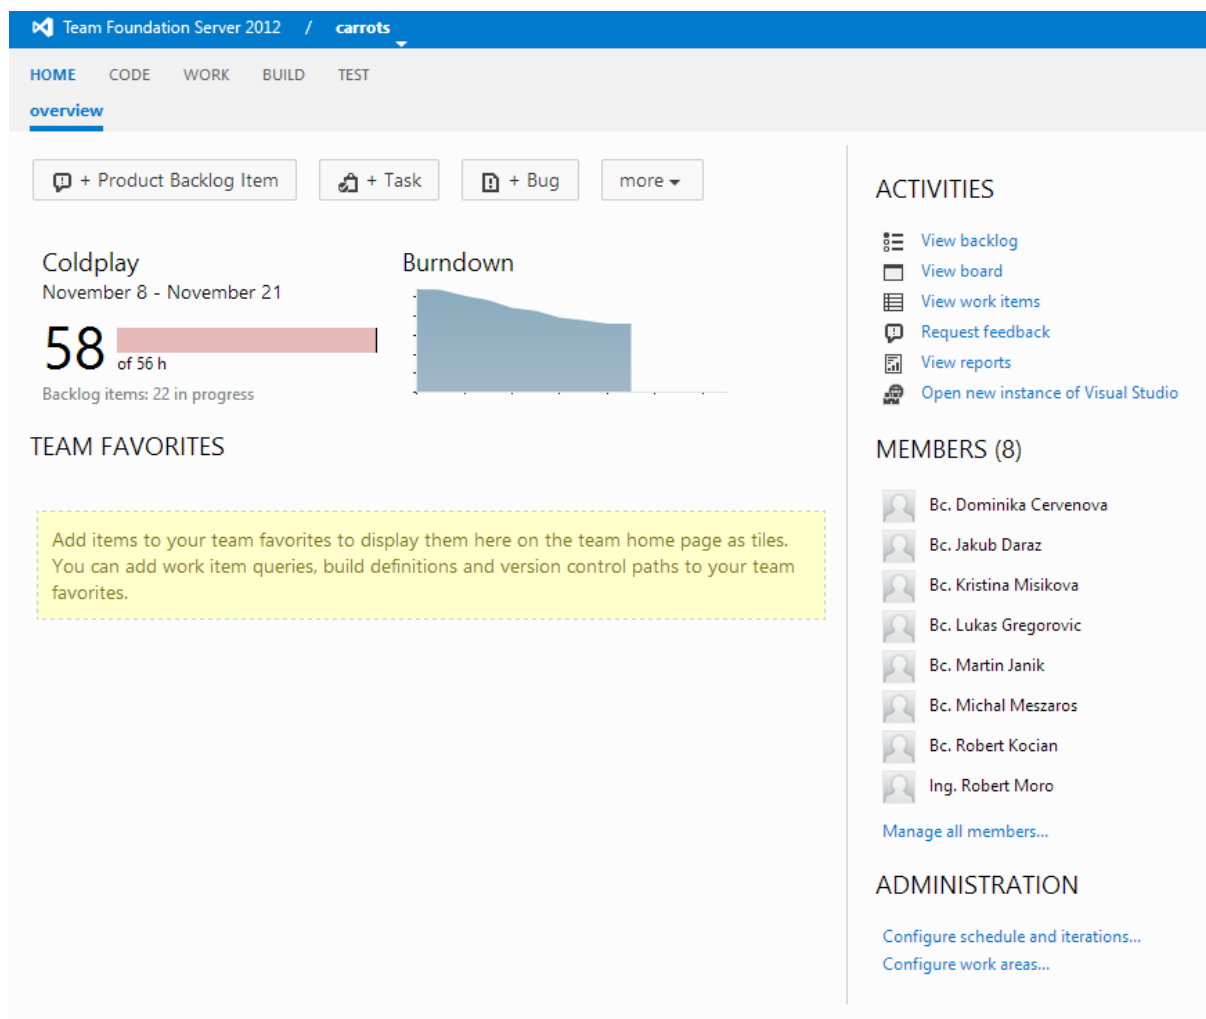 Team Foundation Server 2012 / carrots
HOME CODE WORK BUILD TEST
overview
+ Product Backlog Item
+ Task
+ Bug
more
Coldplay
November 8 - November 21
58
of 56 h
Backlog items: 22 in progress
Burndown
TEAM FAVORITES
Add items to your team favorites to display them here on the team home page as tiles.
You can add work item queries, build definitions and version control paths to your team
favorites.
ACTIVITIES
View backlog
View board
View work items
Request feedback
View reports
Open new instance of Visual Studio
MEMBERS (8)
Bc. Dominika Cervenova
Bc. Jakub Daraz
Bc. Kristina Misikova
Bc. Lukas Gregorovic
Bc. Martin Janik
Bc. Michal Meszaros
Bc. Robert Kocian
Ing. Robert Moro
Manage all members...
ADMINISTRATION
Configure schedule and iterations...
Configure work areas...